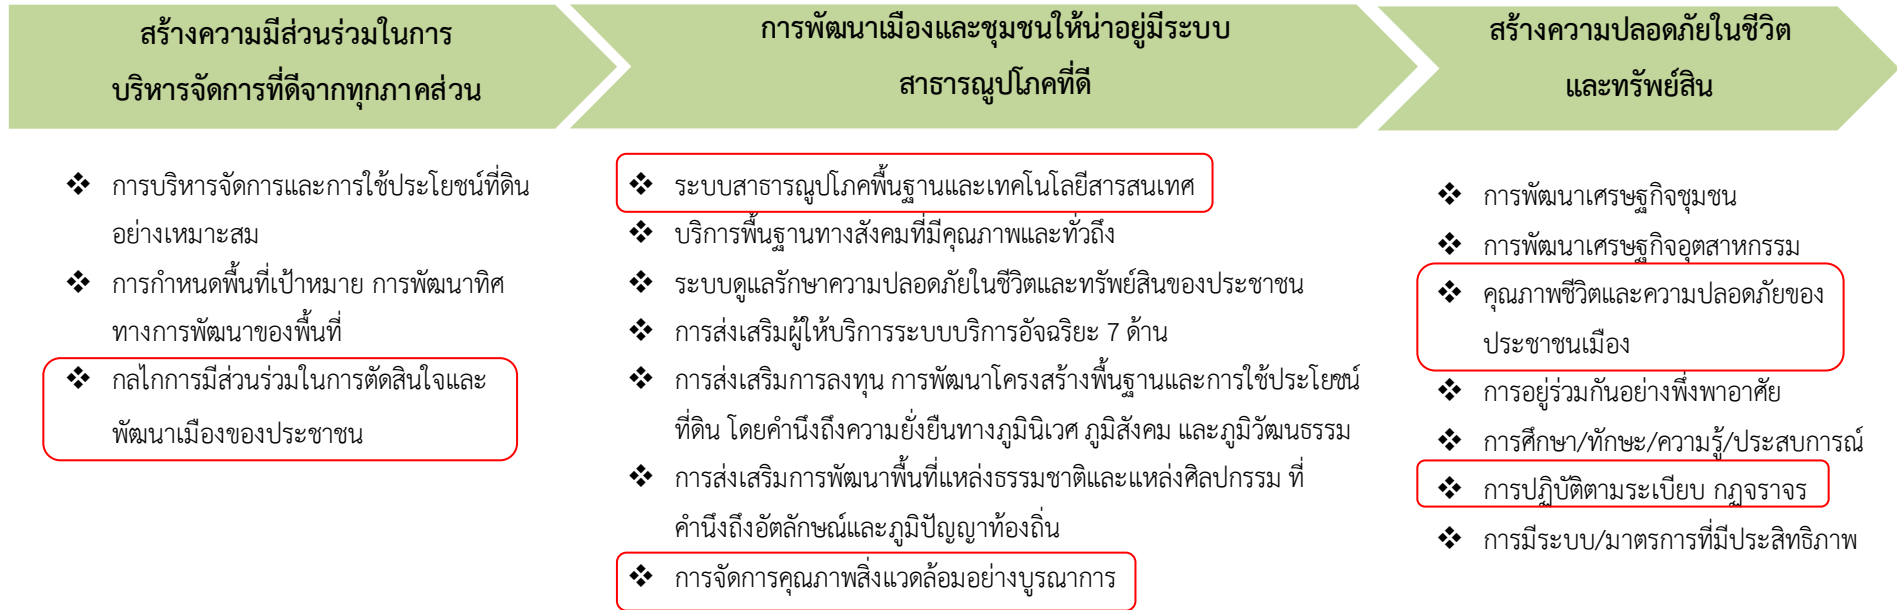 สร้างความมีส่วนร่วมในการ
บริหารจัดการที่ดีจากทุกภาคส่วน
❖ การบริหารจัดการและการใช้ประโยชน์ที่ดิน
อย่างเหมาะสม
❖ การกำหนดพื้นที่เป้าหมาย การพัฒนาทิศ
ทางการพัฒนาของพื้นที่
❖ กลไกการมีส่วนร่วมในการตัดสินใจและ
พัฒนาเมืองของประชาชน
การพัฒนาเมืองและชุมชนให้น่าอยู่มีระบบ
สาธารณูปโภคที่ดี
❖ ระบบสาธารณูปโภคพื้นฐานและเทคโนโลยีสารสนเทศ
❖ บริการพื้นฐานทางสังคมที่มีคุณภาพและทั่วถึง
❖ ระบบดูแลรักษาความปลอดภัยในชีวิตและทรัพย์สินของประชาชน
❖ การส่งเสริมผู้ให้บริการระบบบริการอัจฉริยะ 7 ด้าน
❖ การส่งเสริมการลงทุน การพัฒนาโครงสร้างพื้นฐานและการใช้ประโยชน์
ที่ดิน โดยคำนึงถึงความยั่งยืนทางภูมินิเวศ ภูมิสังคม และภูมิวัฒนธรรม
❖ การส่งเสริมการพัฒนาพื้นที่แหล่งธรรมชาติและแหล่งศิลปกรรม ที่
คำนึงถึงอัตลักษณ์และภูมิปัญญาท้องถิ่น
❖ การจัดการคุณภาพสิ่งแวดล้อมอย่างบูรณาการ
สร้างความปลอดภัยในชีวิต
และทรัพย์สิน
❖ การพัฒนาเศรษฐกิจชุมชน
❖ การพัฒนาเศรษฐกิจอุตสาหกรรม
❖ คุณภาพชีวิตและความปลอดภัยของ
ประชาชนเมือง
❖ การอยู่ร่วมกันอย่างพึ่งพาอาศัย
❖ การศึกษา/ทักษะ/ความรู้/ประสบการณ์
❖ การปฏิบัติตามระเบียบ กฎจราจร
❖ การมีระบบ/มาตรการที่มีประสิทธิภาพ